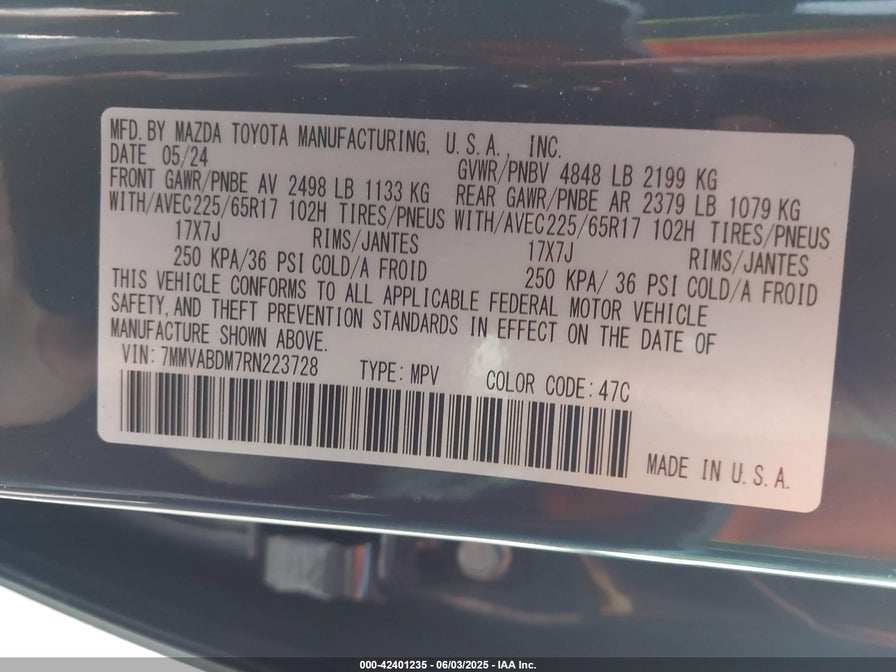 MFD. BY MAZDA TOYOTA MANUFACTURING, U.S.A., INC.
DATE 05/24 GVWR/PNBV 4848 LB 2199 KG
FRONT GAWR/PNBE AV 2498 LB 1133 KG REAR GAWR/PNBE AR 2379 LB 1079 KG
WITH/AVEC225/65R17 102H TIRES/PNEUS WITH/AVEC225/65R17 102H TIRES/PNEUS
17X7J RIMS/JANTES 17X7J RIMS/JANTES
250 KPA/36 PSI COLD/A FROID 250 KPA/ 36 PSI COLD/A FROID
THIS VEHICLE CONFORMS TO ALL APPLICABLE FEDERAL MOTOR VEHICLE
SAFETY, AND THEFT PREVENTION STANDARDS IN EFFECT ON THE DATE OF
MANUFACTURE SHOWN ABOVE.
VIN: 7MMVABDM7RN223728 TYPE: MPV COLOR CODE: 47C
MADE IN U.S.A.
000-42401235 - 06/03/2025 - IAA Inc.